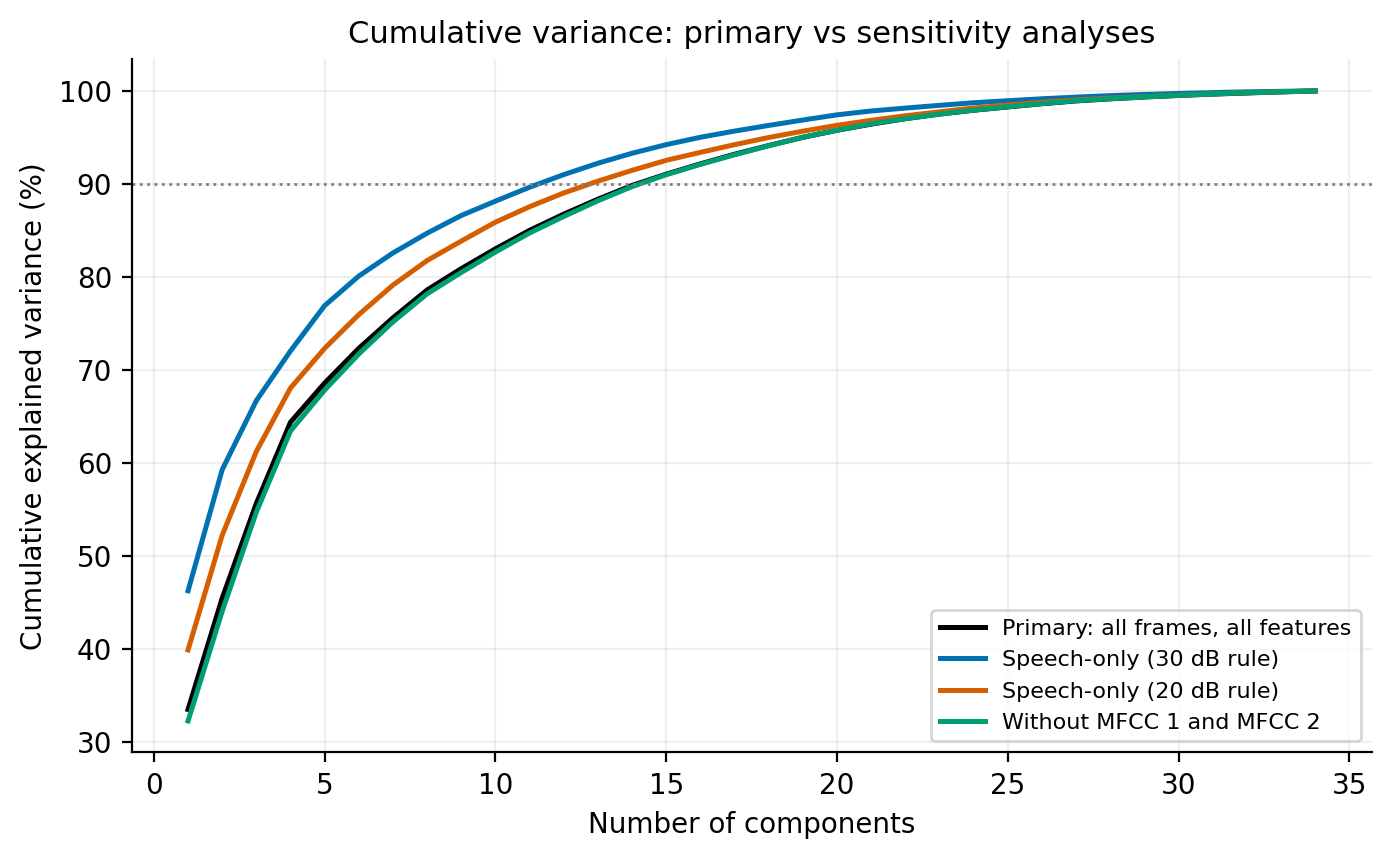 Cumulative variance: primary vs sensitivity analyses
Cumulative explained variance (%)
100
90
80
70
60
50
40
30
Primary: all frames, all features
Speech-only (30 dB rule)
Speech-only (20 dB rule)
Without MFCC 1 and MFCC 2
0 5 10 15 20 25 30 35
Number of components